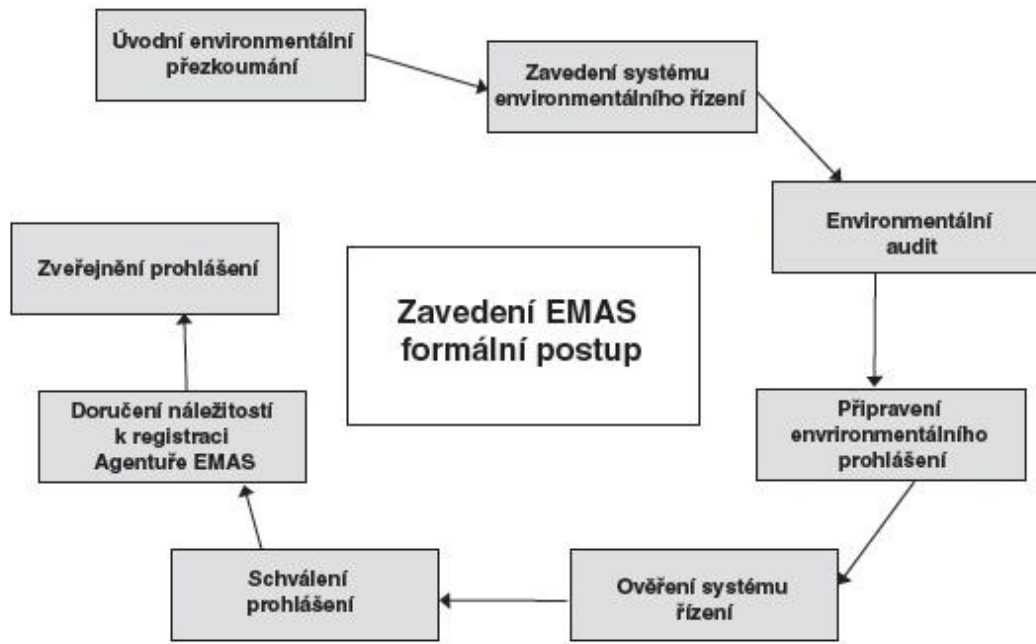 Úvodní environmentální
přezkoumání
Zavedení systému
environmentálního řízení
Environmentální
audit
Připravení
envrironmentálního
prohlášení
Ověření systému
řízení
Schválení
prohlášení
Doručení náležitostí
k registraci
Agentuře EMAS
Zveřejnění prohlášení
Zavedení EMAS
formální postup